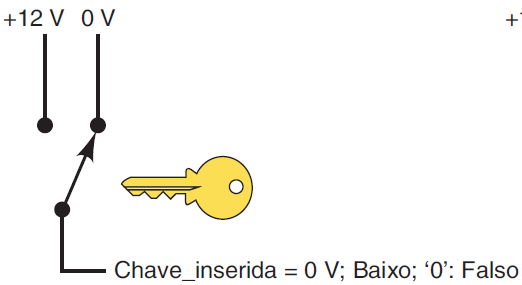 +12 V 0 V
Chave_inserida = 0 V; Baixo; ‘0’: Falso